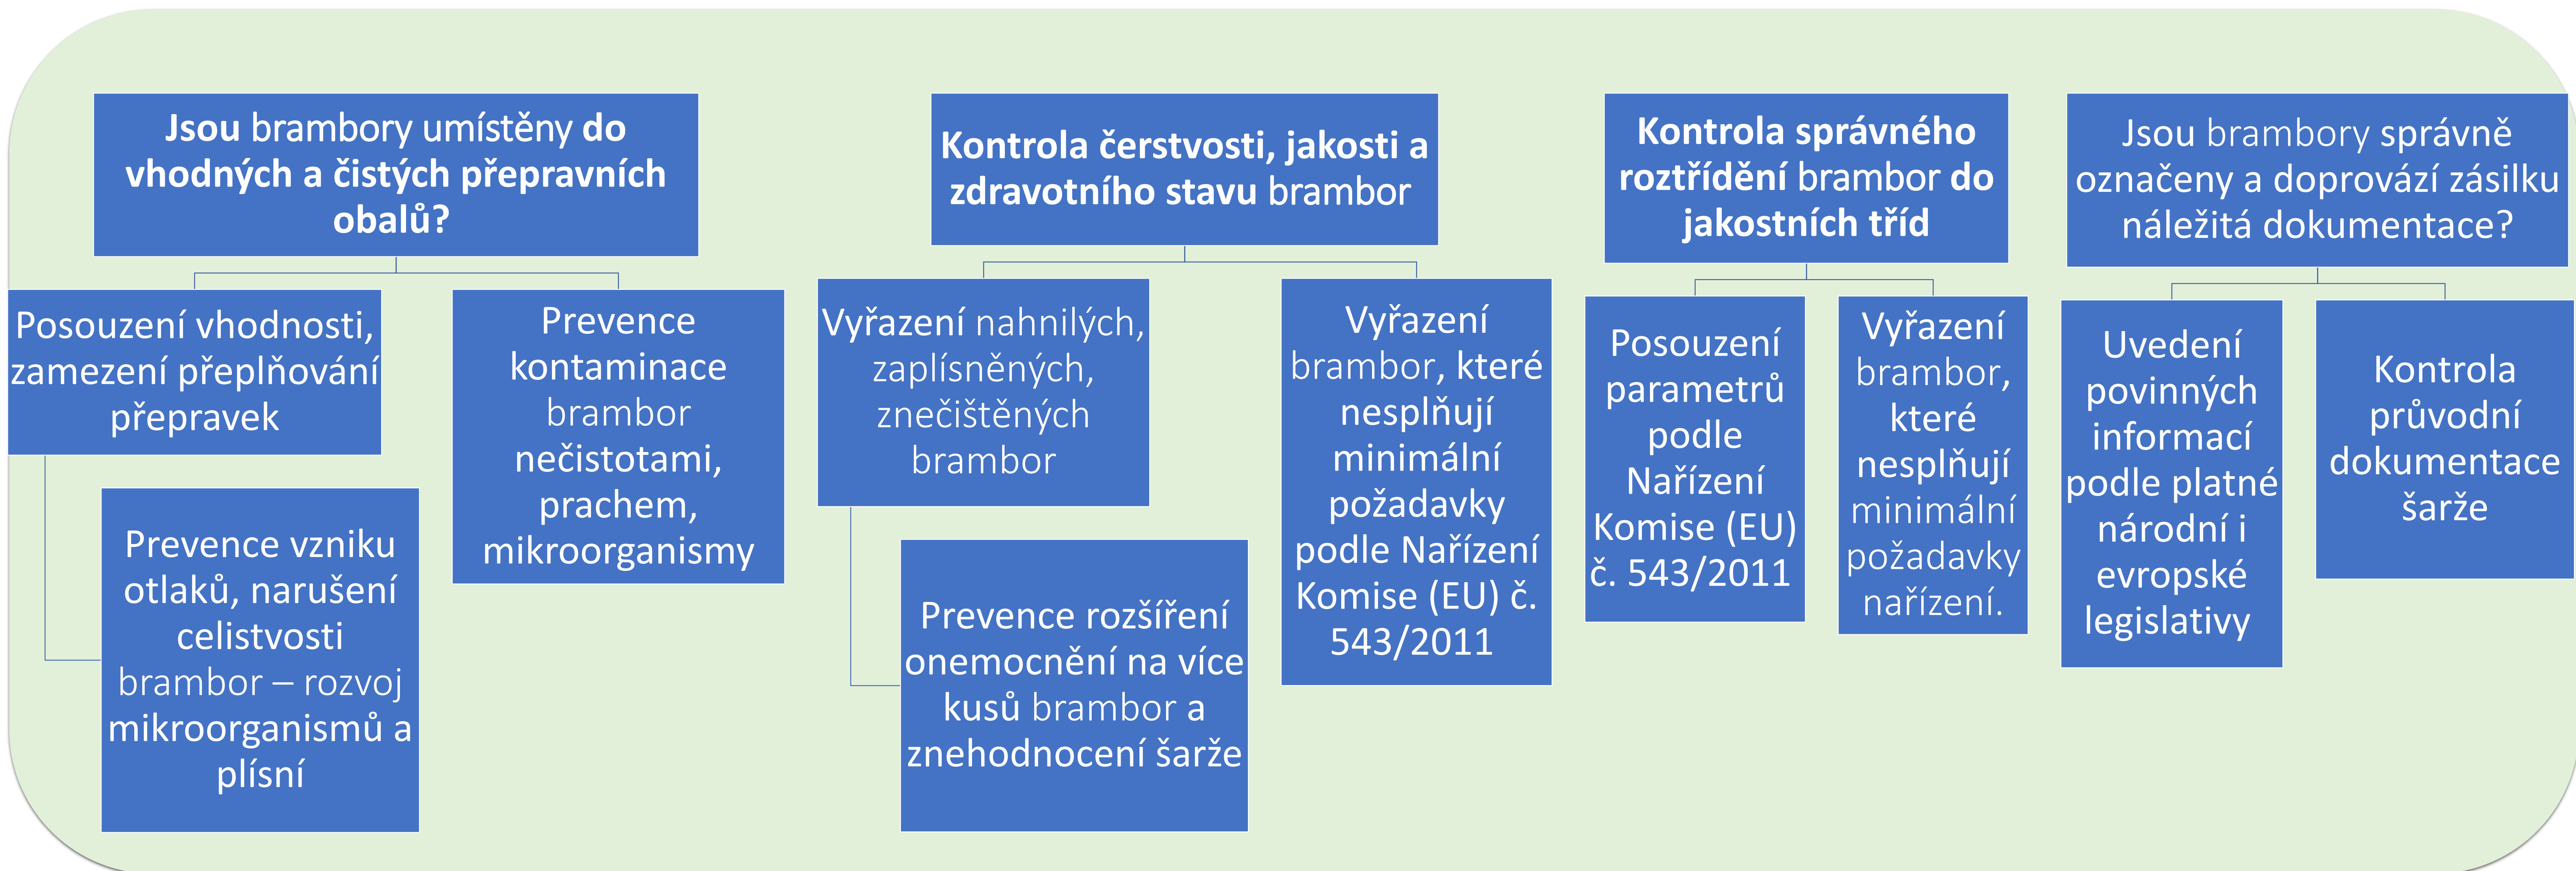 Jsou brambory umístěny do
vhodných a čistých přepravních
obalů?
Posouzení vhodnosti,
zamezení přeplňování
přepravek
Prevence vzniku
otlaků, narušení
celistvosti
brambor – rozvoj
mikroorganismů a
plísní
Prevence
kontaminace
brambor
nečistotami,
prachem,
mikroorganismy
Kontrola čerstvosti, jakosti a
zdravotního stavu brambor
Vyřazení nahnilých,
zaplísněných,
znečištěných
brambor
Prevence rozšíření
onemocnění na více
kusů brambor a
znehodnocení šarže
Vyřazení
brambor, které
nesplňují
minimální
požadavky
podle Nařízení
Komise (EU) č.
543/2011
Kontrola správného
roztřídění brambor do
jakostních tříd
Posouzení
parametrů
podle
Nařízení
Komise (EU)
č. 543/2011
Vyřazení
brambor,
které
nesplňují
minimální
požadavky
nařízení.
Jsou brambory správně
označeny a doprovází zásilku
náležitá dokumentace?
Uvedení
povinných
informací
podle platné
národní i
evropské
legislativy
Kontrola
průvodní
dokumentace
šarže